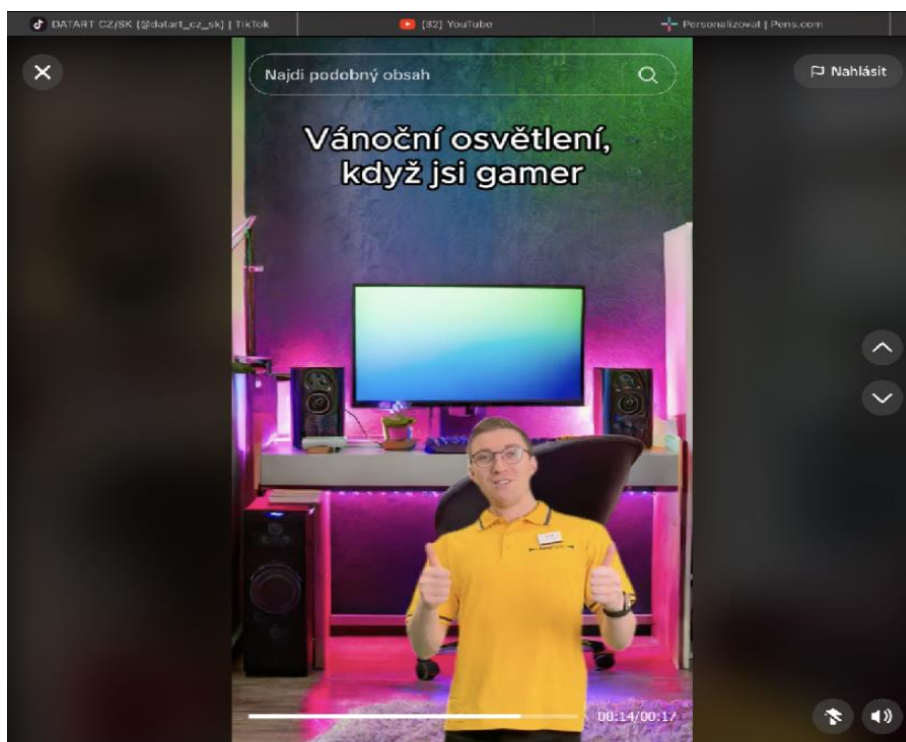 DATART CZ/SK (@datart_cz_sk) | TikTok
(82) YouTube
Personalizovat | Pens.com
Najdi podobný obsah
Nahlásit
Vánoční osvětlení,
když jsi gamer
00:14/00:17